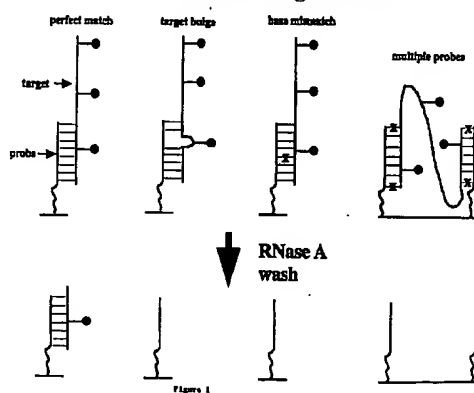 perfect match
target bulge
base mismatch
multiple probes
target
probe
x
x
x
x
x
RNase A
wash
Figure 1